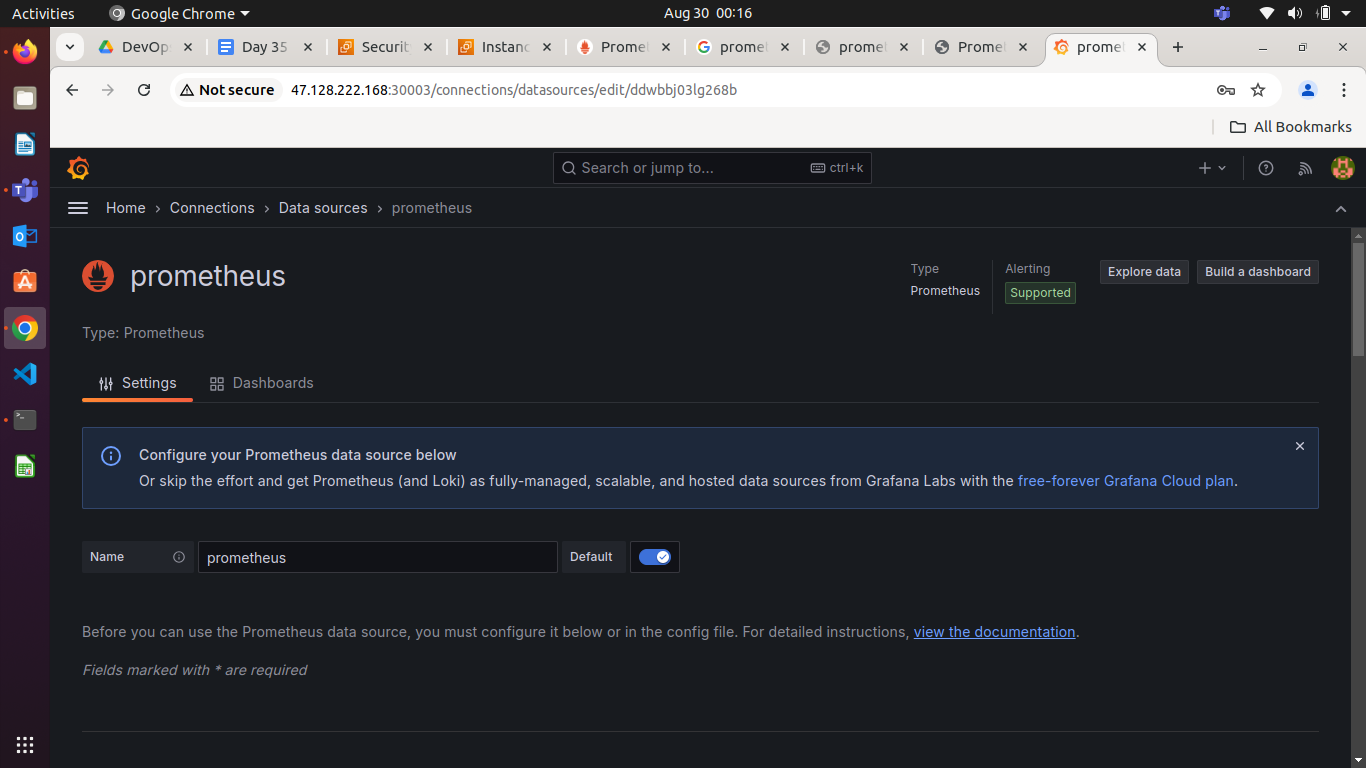 Activities Google Chrome Aug 30 00:16
DevOp Day 35 Securit Instanc Promet promet promet Promet promet
Not secure 47.128.222.168:30003/connections/datasources/edit/ddwbbj03lg268b
All Bookmarks
Search or jump to... ctrl+k
Home › Connections › Data sources › prometheus
prometheus
Type
Prometheus
Alerting
Supported
Explore data
Build a dashboard
Type: Prometheus
Settings Dashboards
Configure your Prometheus data source below
Or skip the effort and get Prometheus (and Loki) as fully-managed, scalable, and hosted data sources from Grafana Labs with the free-forever Grafana Cloud plan.
Name prometheus Default
Before you can use the Prometheus data source, you must configure it below or in the config file. For detailed instructions, view the documentation.
Fields marked with * are required